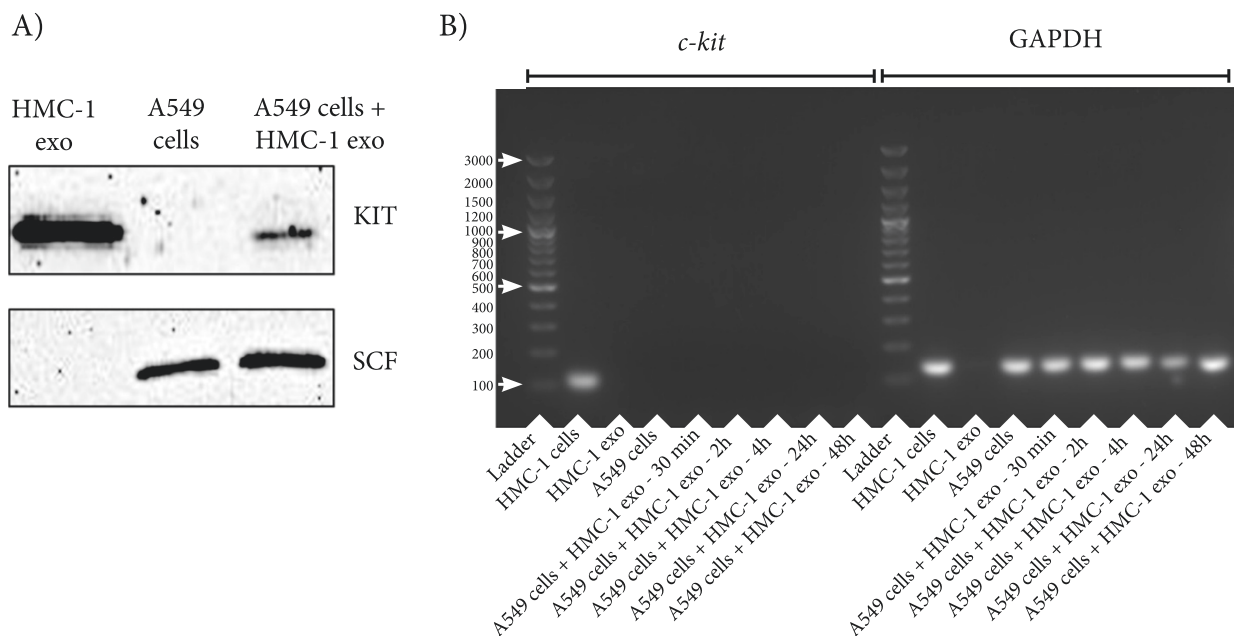 A)
HMC-1
exo
A549
cells
A549 cells +
HMC-1 exo
KIT
SCF
B)
c-kit
GAPDH
3000
2000
1500
1200
1000
900
800
700
600
500
400
300
200
100
Ladder
HMC-1 cells
HMC-1 exo
A549 cells
A549 cells + HMC-1 exo - 30 min
A549 cells + HMC-1 exo - 2h
A549 cells + HMC-1 exo - 4h
A549 cells + HMC-1 exo - 24h
A549 cells + HMC-1 exo - 48h
Ladder
HMC-1 cells
HMC-1 exo
A549 cells
A549 cells + HMC-1 exo - 30 min
A549 cells + HMC-1 exo - 2h
A549 cells + HMC-1 exo - 4h
A549 cells + HMC-1 exo - 24h
A549 cells + HMC-1 exo - 48h